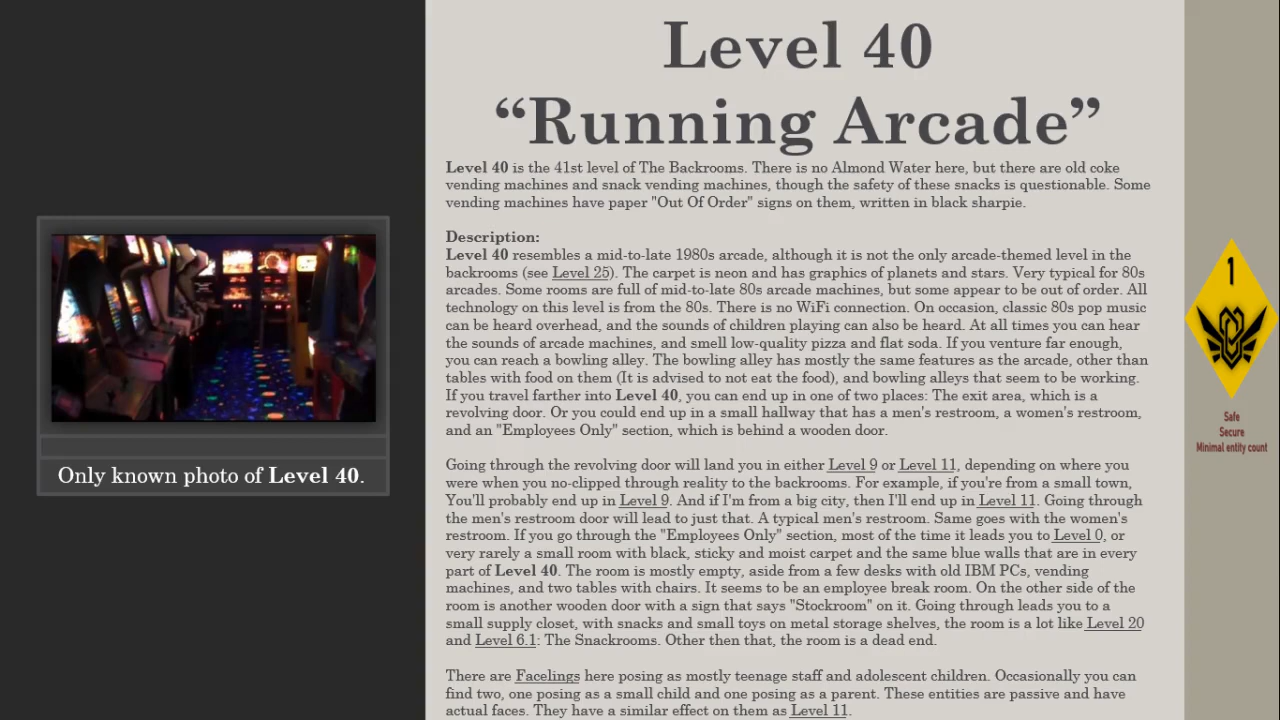 Level 40
“Running Arcade”
Level 40 is the 41st level of The Backrooms. There is no Almond Water here, but there are old coke
vending machines and snack vending machines, though the safety of these snacks is questionable. Some
vending machines have paper "Out Of Order" signs on them, written in black sharpie.
Description:
Level 40 resembles a mid-to-late 1980s arcade, although it is not the only arcade-themed level in the
backrooms (see Level 25). The carpet is neon and has graphics of planets and stars. Very typical for 80s
arcades. Some rooms are full of mid-to-late 80s arcade machines, but some appear to be out of order. All
technology on this level is from the 80s. There is no WiFi connection. On occasion, classic 80s pop music
can be heard overhead, and the sounds of children playing can also be heard. At all times you can hear
the sounds of arcade machines, and smell low-quality pizza and flat soda. If you venture far enough,
you can reach a bowling alley. The bowling alley has mostly the same features as the arcade, other than
tables with food on them (It is advised to not eat the food), and bowling alleys that seem to be working.
If you travel farther into Level 40, you can end up in one of two places: The exit area, which is a
revolving door. Or you could end up in a small hallway that has a men's restroom, a women's restroom,
and an "Employees Only" section, which is behind a wooden door.
Going through the revolving door will land you in either Level 9 or Level 11, depending on where you
were when you no-clipped through reality to the backrooms. For example, if you're from a small town,
You'll probably end up in Level 9. And if I'm from a big city, then I'll end up in Level 11. Going through
the men's restroom door will lead to just that. A typical men's restroom. Same goes with the women's
restroom. If you go through the "Employees Only" section, most of the time it leads you to Level 0, or
very rarely a small room with black, sticky and moist carpet and the same blue walls that are in every
part of Level 40. The room is mostly empty, aside from a few desks with old IBM PCs, vending
machines, and two tables with chairs. It seems to be an employee break room. On the other side of the
room is another wooden door with a sign that says "Stockroom" on it. Going through leads you to a
small supply closet, with snacks and small toys on metal storage shelves, the room is a lot like Level 20
and Level 6.1: The Snackrooms. Other then that, the room is a dead end.
There are Facelings here posing as mostly teenage staff and adolescent children. Occasionally you can
find two, one posing as a small child and one posing as a parent. These entities are passive and have
actual faces. They have a similar effect on them as Level 11.
Only known photo of Level 40.
1
Safe
Secure
Minimal entity count